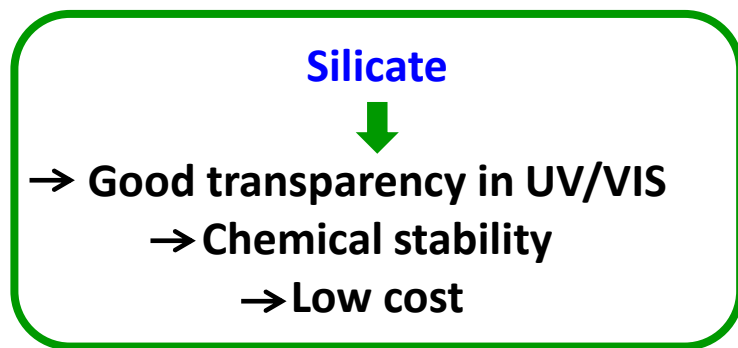 Silicate
→ Good transparency in UV/VIS
→ Chemical stability
→ Low cost